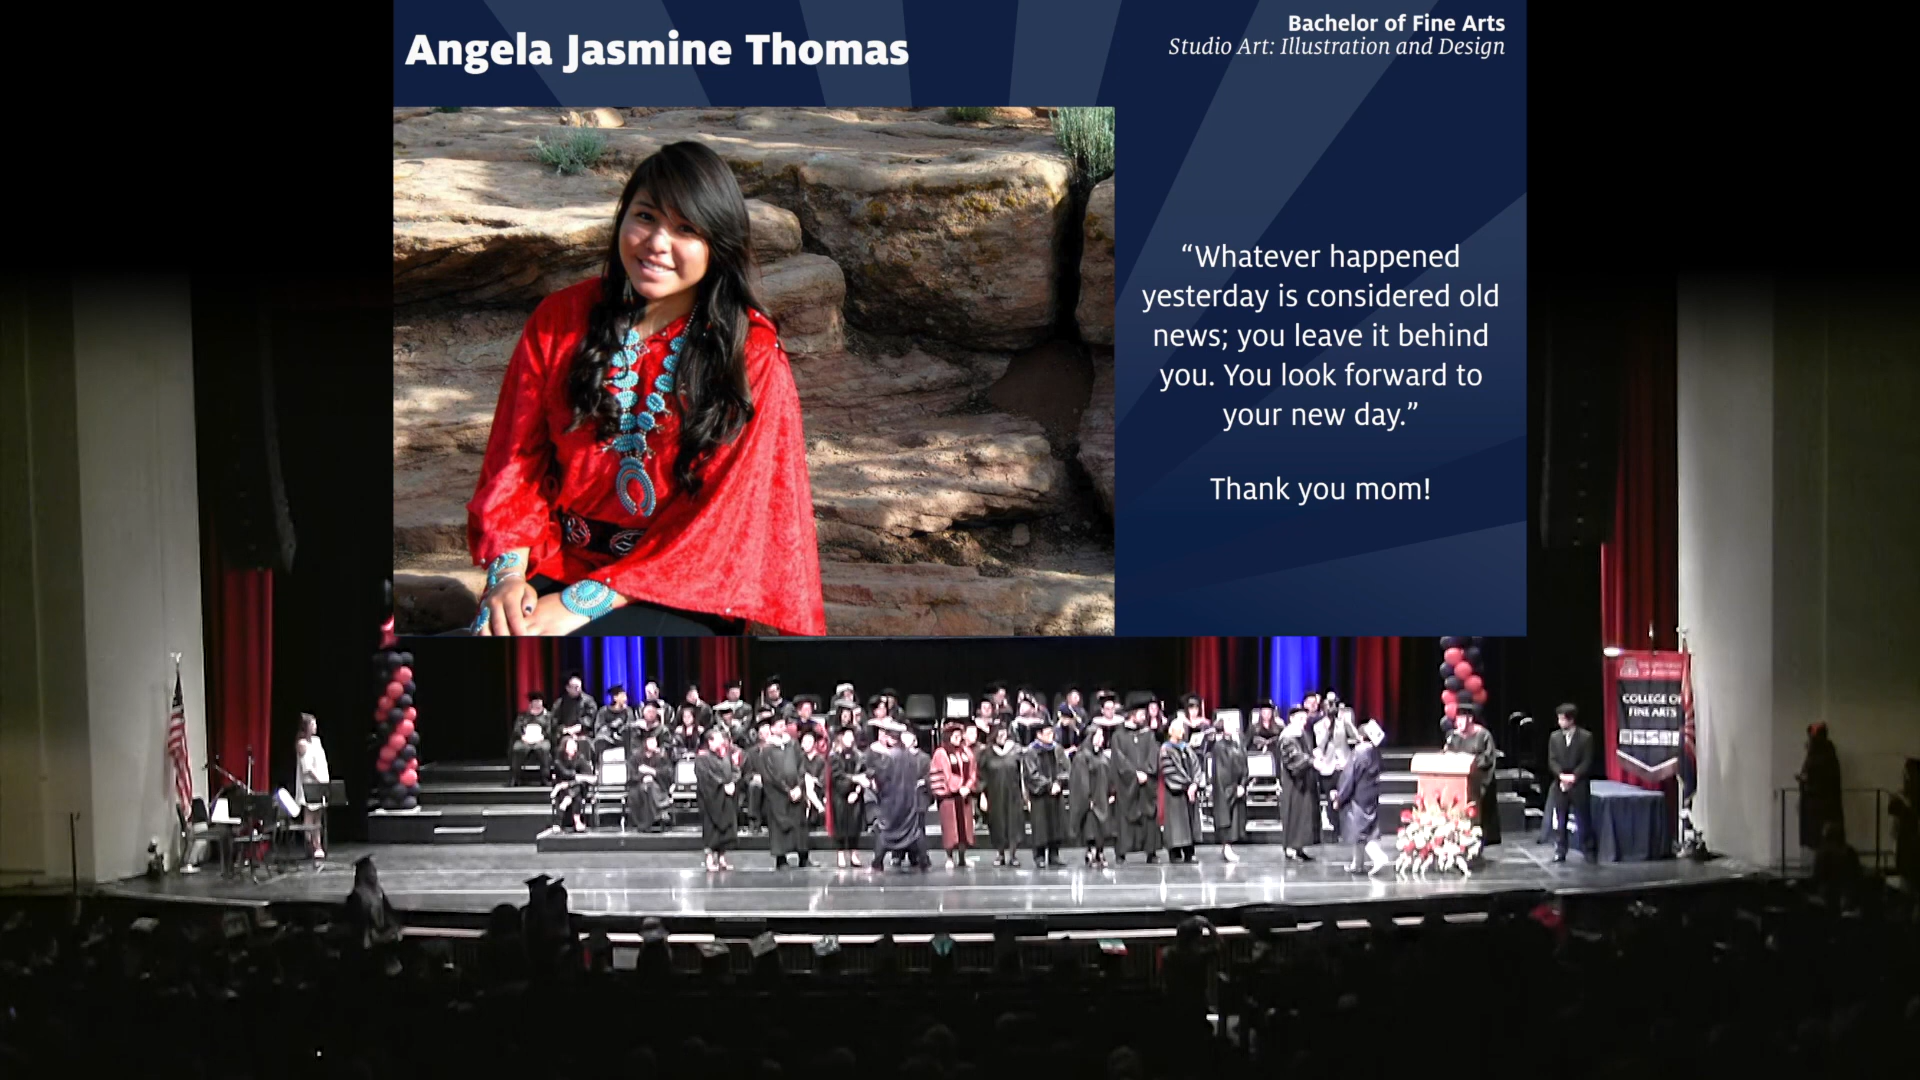 Angela Jasmine Thomas
Bachelor of Fine Arts
Studio Art: Illustration and Design
“Whatever happened
yesterday is considered old
news; you leave it behind
you. You look forward to
your new day.”
Thank you mom!
COLLEGE OF
FINE ARTS